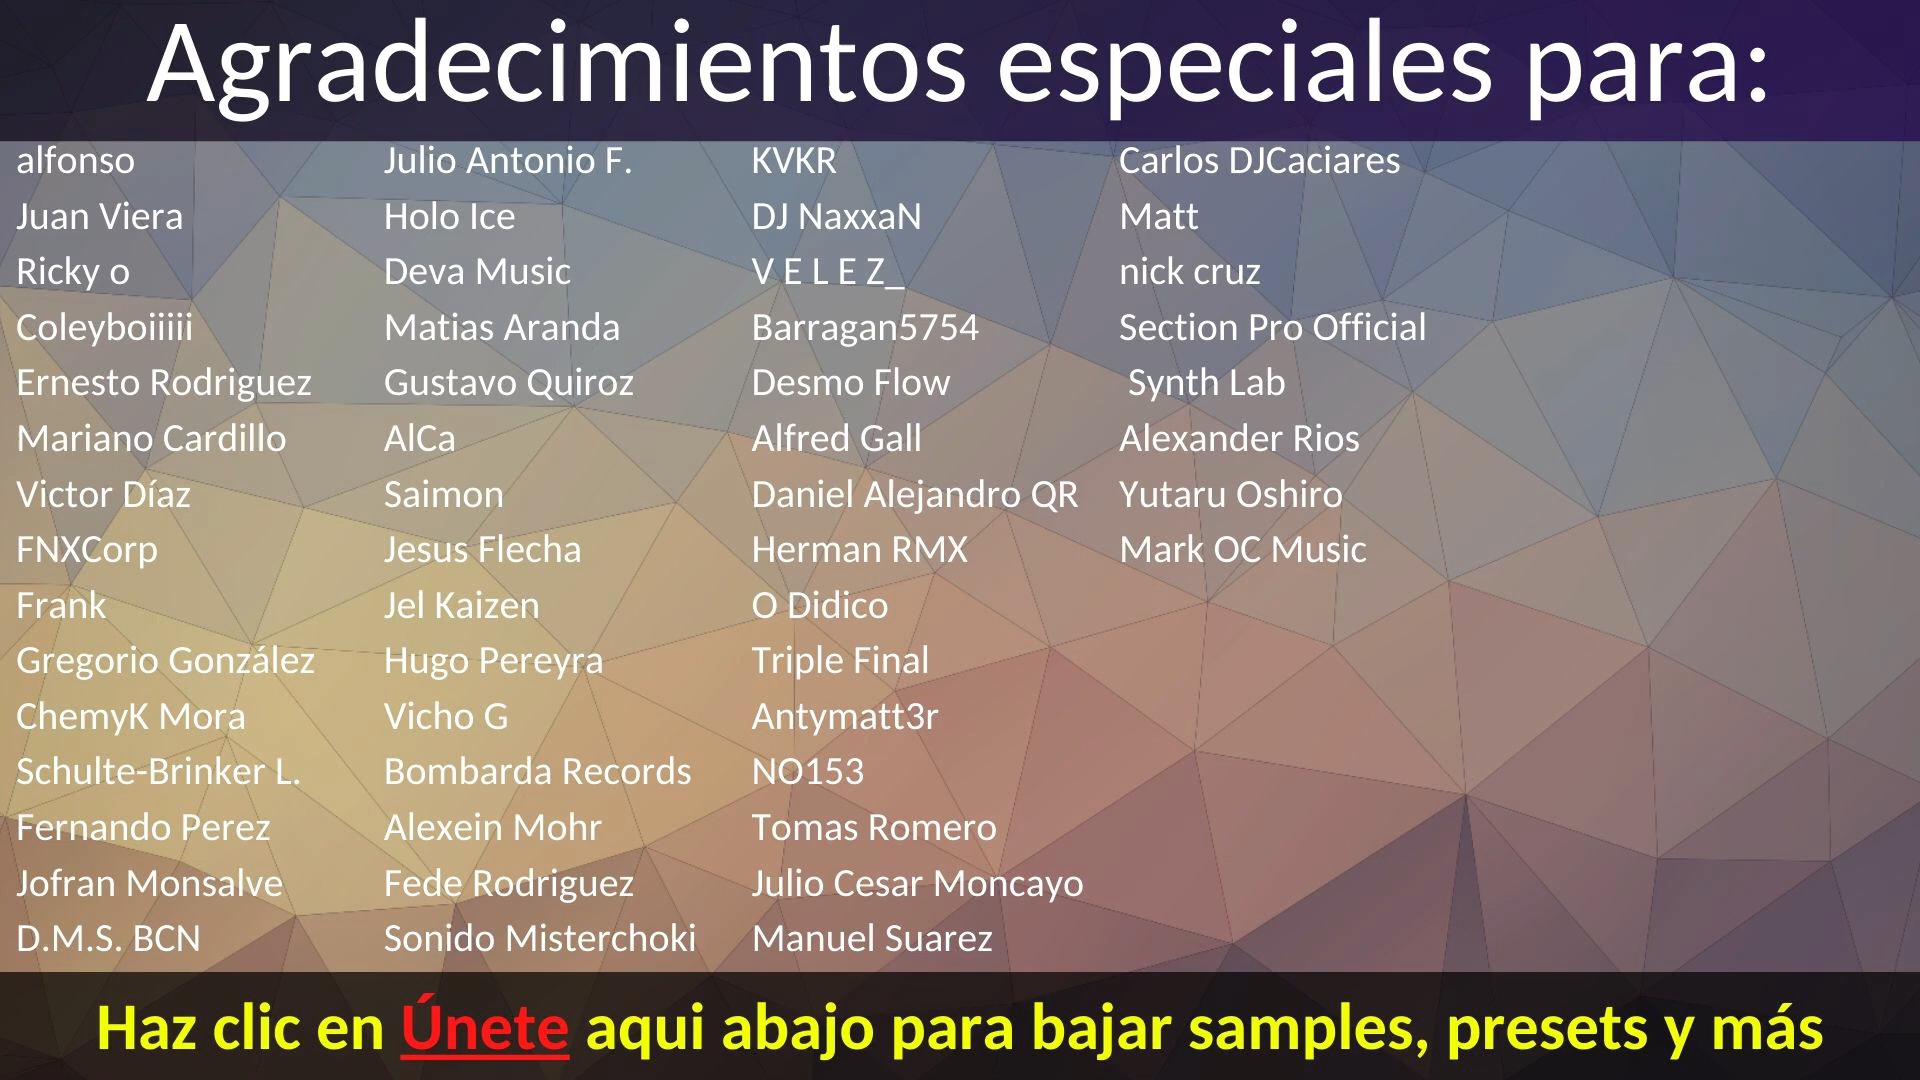 Agradecimientos especiales para:
alfonso
Juan Viera
Ricky o
Coleyboiiiii
Ernesto Rodriguez
Mariano Cardillo
Victor Díaz
FNXCorp
Frank
Gregorio González
ChemyK Mora
Schulte-Brinker L.
Fernando Perez
Jofran Monsalve
D.M.S. BCN
Julio Antonio F.
Holo Ice
Deva Music
Matias Aranda
Gustavo Quiroz
AlCa
Saimon
Jesus Flecha
Jel Kaizen
Hugo Pereyra
Vicho G
Bombarda Records
Alexein Mohr
Fede Rodriguez
Sonido Misterchoki
KVKR
DJ NaxxaN
V E L E Z_
Barragan5754
Desmo Flow
Alfred Gall
Daniel Alejandro QR
Herman RMX
O Didico
Triple Final
Antymatt3r
NO153
Tomas Romero
Julio Cesar Moncayo
Manuel Suarez
Carlos DJCaciares
Matt
nick cruz
Section Pro Official
Synth Lab
Alexander Rios
Yutaru Oshiro
Mark OC Music
Haz clic en Únete aqui abajo para bajar samples, presets y más